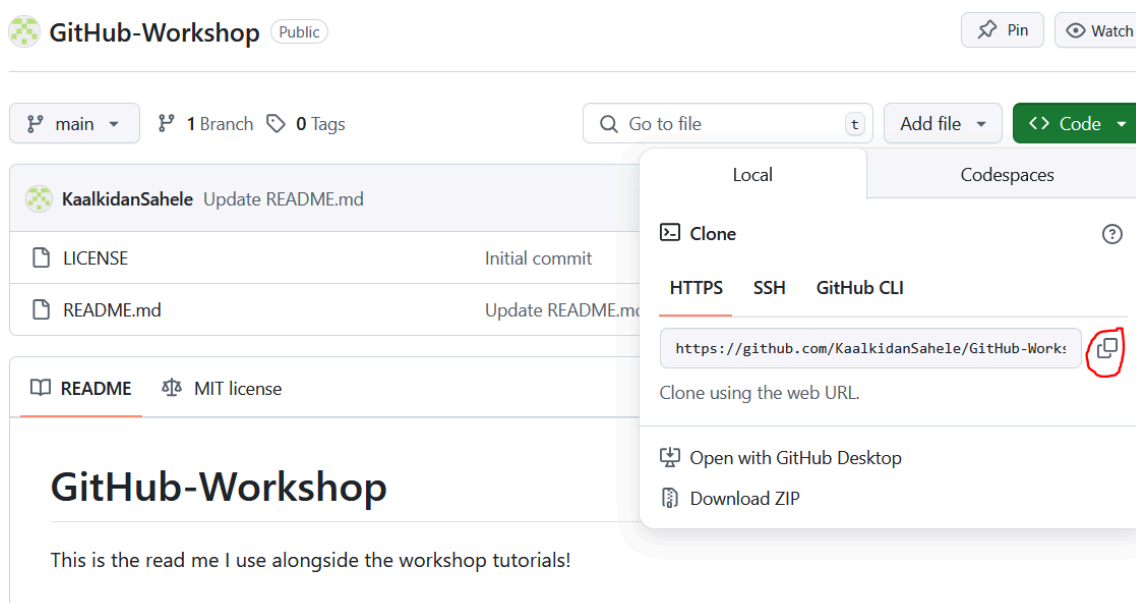 GitHub-Workshop Public Pin Watch
main 1 Branch 0 Tags Go to file t Add file Code
Local Codespaces
KaalkidanSahele Update README.md
Clone
LICENSE Initial commit
HTTPS SSH GitHub CLI
README.md Update README.md
https://github.com/KaalkidanSahele/GitHub-Works
README MIT license
Clone using the web URL.
Open with GitHub Desktop
GitHub-Workshop
Download ZIP
This is the read me I use alongside the workshop tutorials!